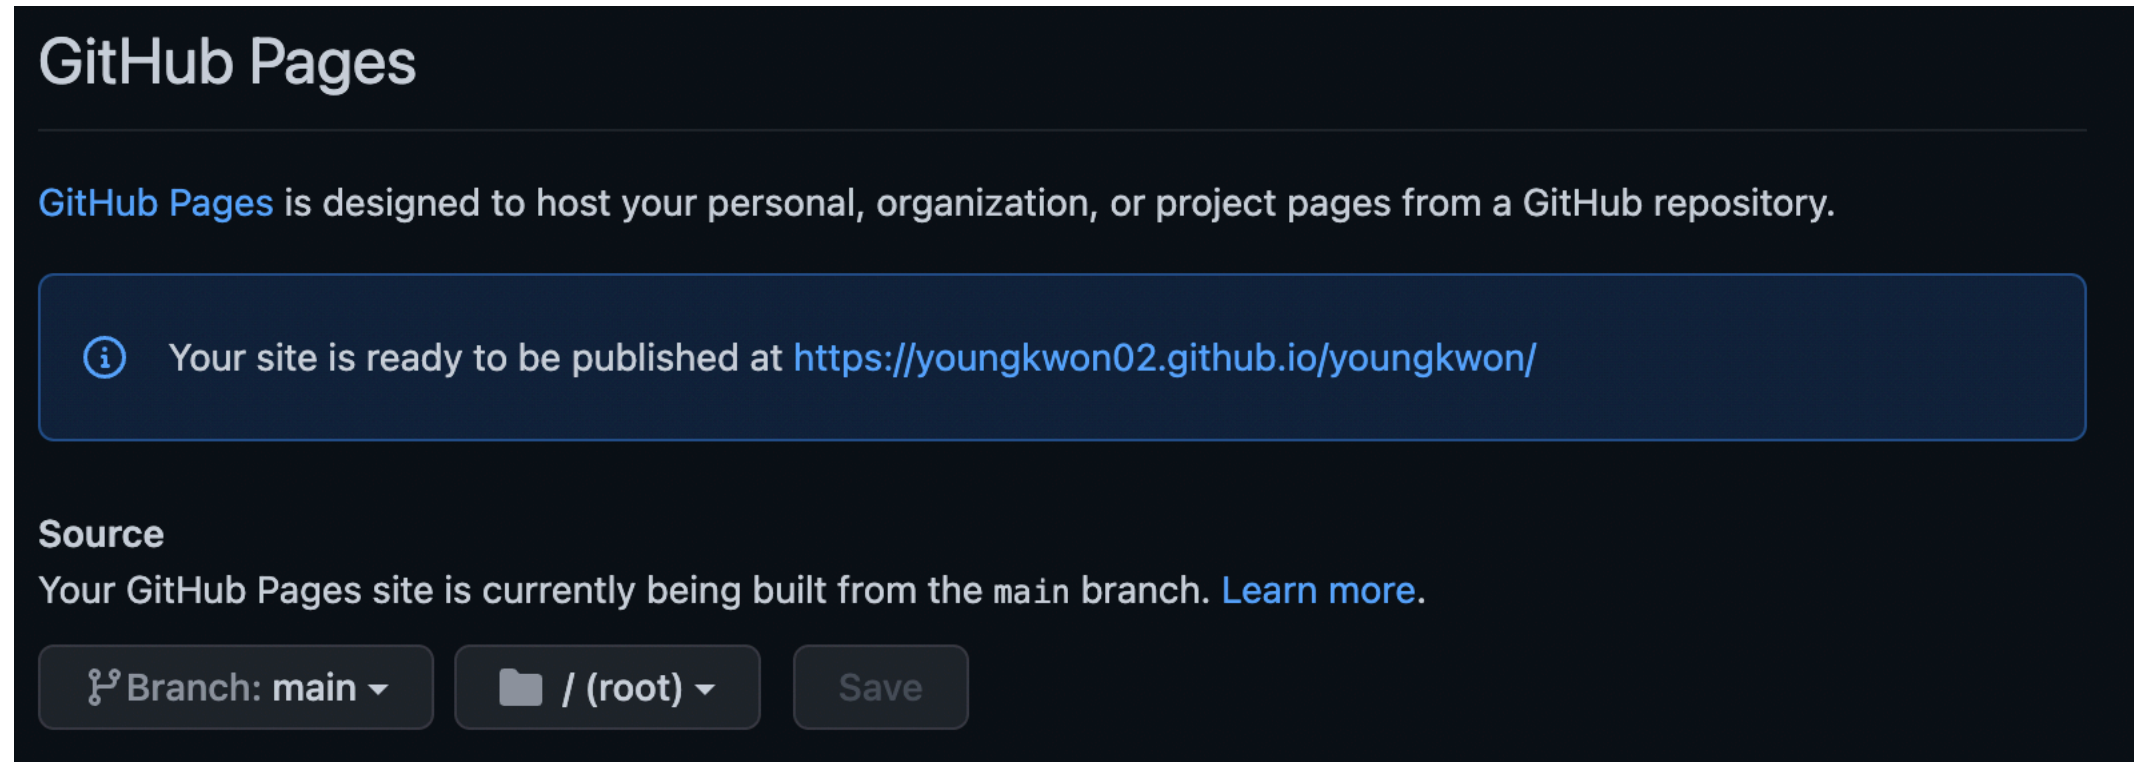 GitHub Pages
GitHub Pages is designed to host your personal, organization, or project pages from a GitHub repository.
Your site is ready to be published at https://youngkwon02.github.io/youngkwon/
Source
Your GitHub Pages site is currently being built from the main branch. Learn more.
Branch: main / (root) Save